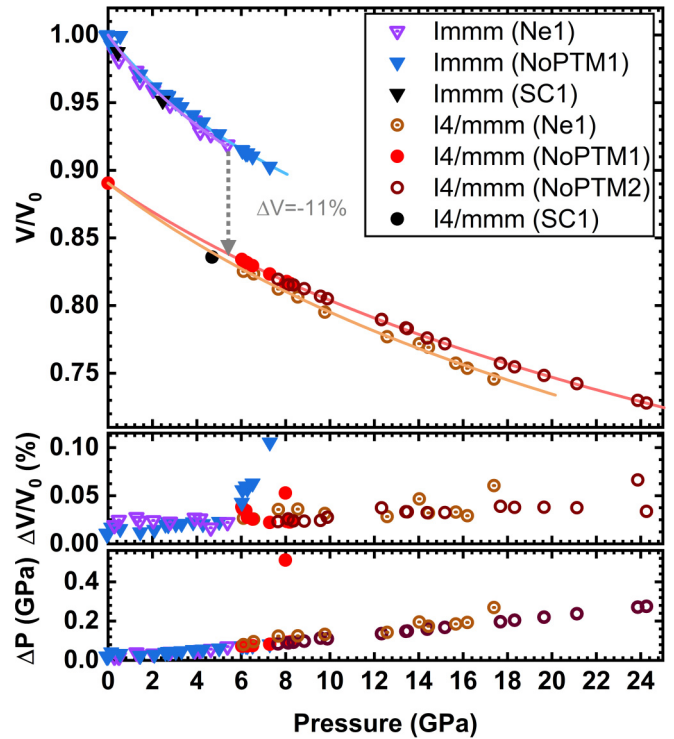 1.00
0.95
0.90
0.85
0.80
0.75
V/V₀
Immm (Ne1)
Immm (NoPTM1)
Immm (SC1)
I4/mmm (Ne1)
I4/mmm (NoPTM1)
I4/mmm (NoPTM2)
I4/mmm (SC1)
ΔV=-11%
0.10
0.05
0.00
ΔV/V₀ (%)
0.4
0.2
0.0
ΔP (GPa)
0 2 4 6 8 10 12 14 16 18 20 22 24
Pressure (GPa)